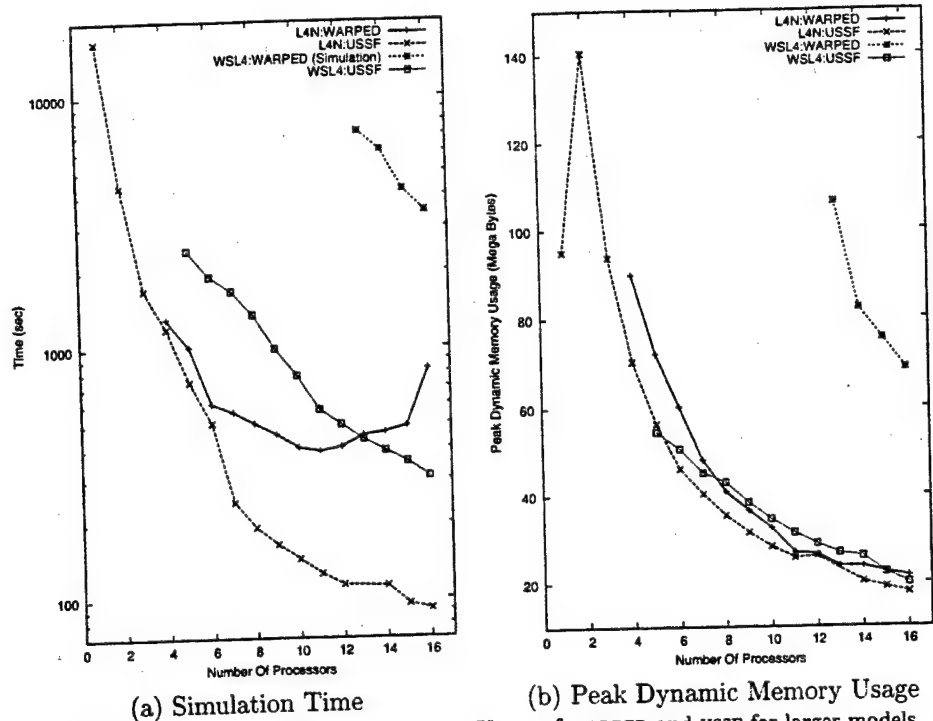 L4N:WARPED
L4N:USSF
WSL4:WARPED (Simulation)
WSL4:USSF
10000
1000
100
Time (sec)
0 2 4 6 8 10 12 14 16
Number Of Processors
(a) Simulation Time
L4N:WARPED
L4N:USSF
WSL4:WARPED
WSL4:USSF
140
120
100
80
60
40
20
Peak Dynamic Memory Usage (Mega Bytes)
0 2 4 6 8 10 12 14 16
Number Of Processors
(b) Peak Dynamic Memory Usage
for larger models